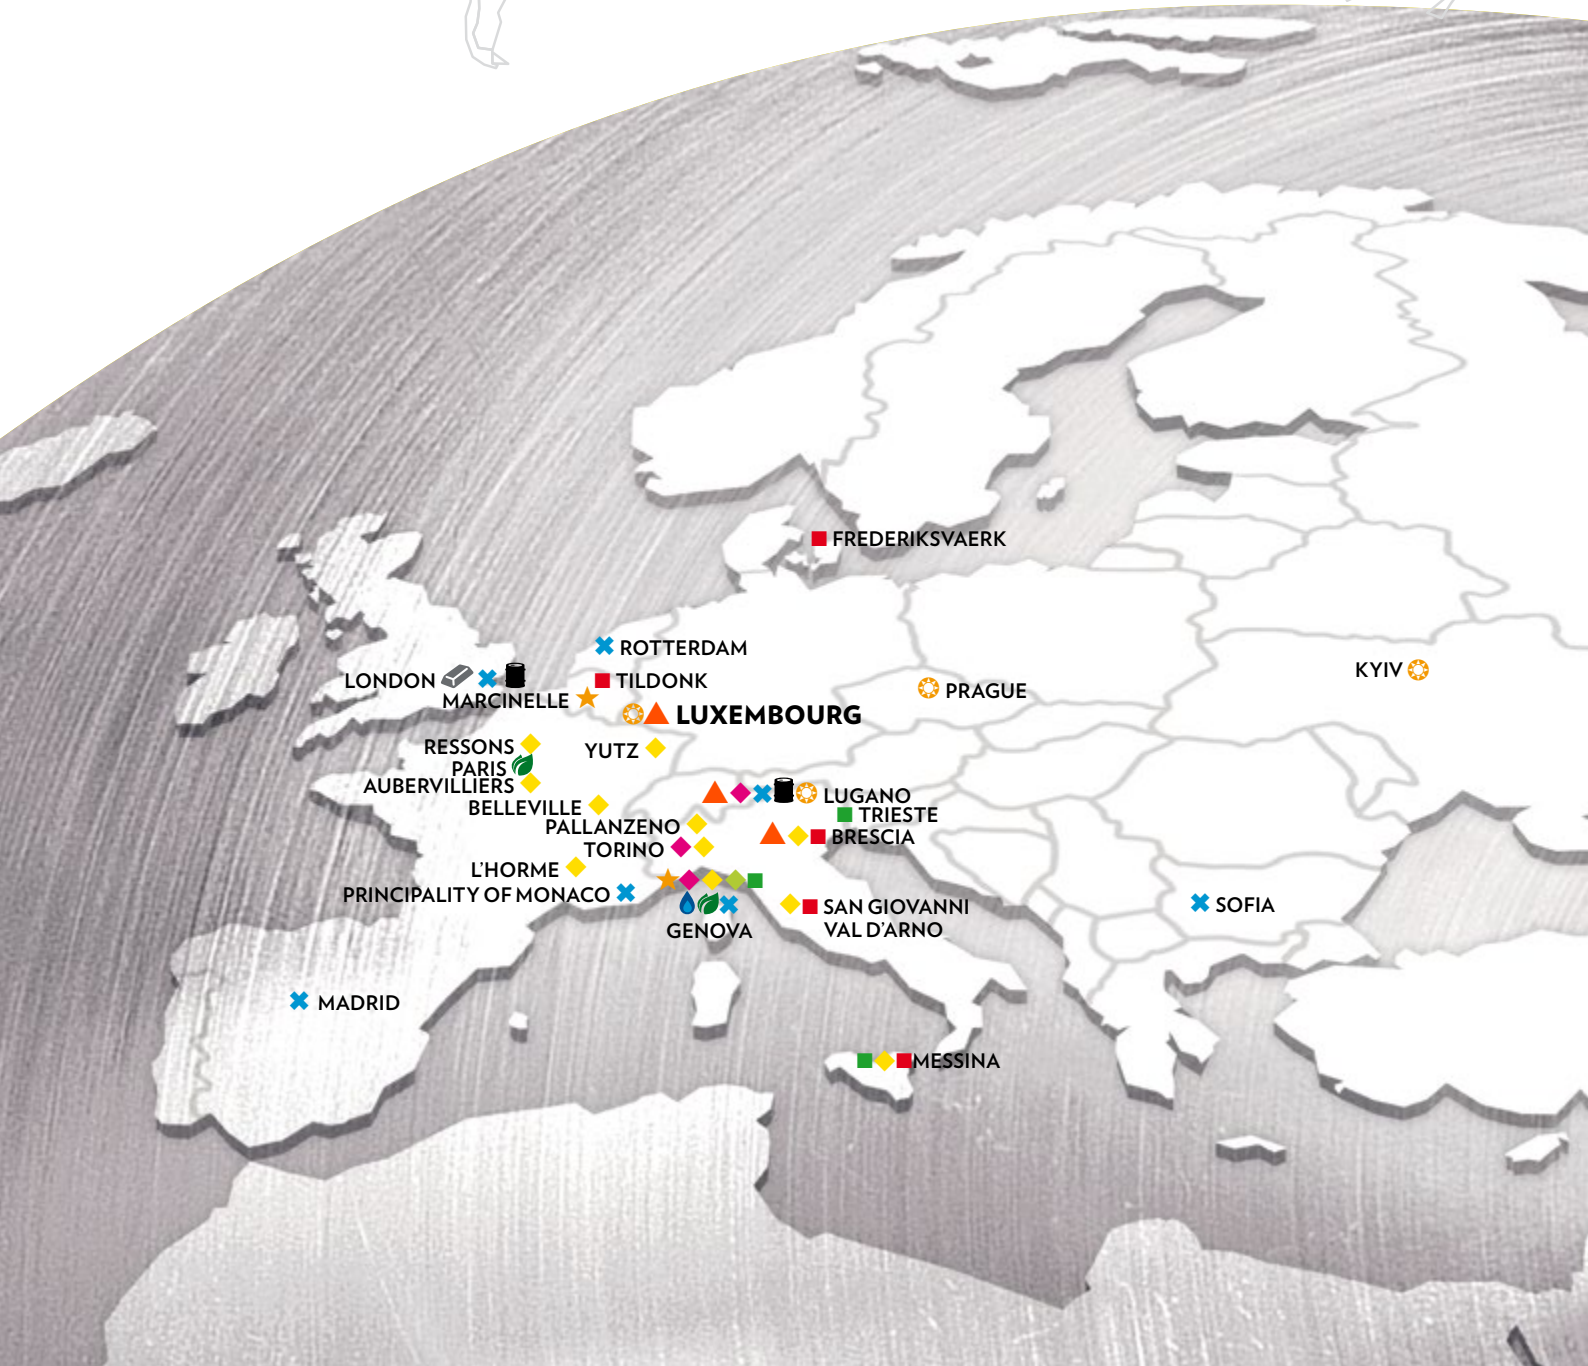 FREDERIKSVAERK
ROTTERDAM
LONDON
TILDONK
KYIV
MARCINELLE
PRAGUE
LUXEMBOURG
RESSONS
YUTZ
PARIS
AUBERVILLIERS
LUGANO
BELLEVILLE
TRIESTE
PALLANZENO
BRESCIA
TORINO
L'HORME
PRINCIPALITY OF MONACO
SAN GIOVANNI
VAL D'ARNO
SOFIA
GENOVA
MADRID
MESSINA